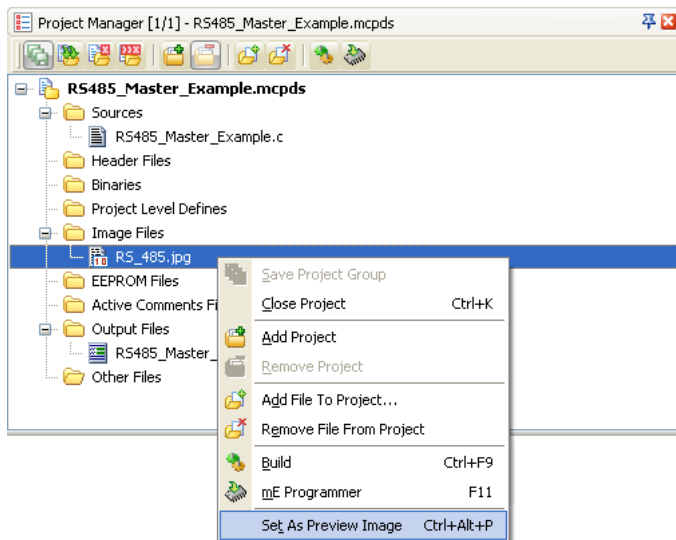 Project Manager [1/1] - RS485_Master_Example.mcpds
RS485_Master_Example.mcpds
Sources
RS485_Master_Example.c
Header Files
Binaries
Project Level Defines
Image Files
RS_485.jpg
EEPROM Files
Active Comments Fi
Output Files
RS485_Master_
Other Files
Save Project Group
Close Project Ctrl+K
Add Project
Remove Project
Add File To Project...
Remove File From Project
Build Ctrl+F9
mE Programmer F11
Set As Preview Image Ctrl+Alt+P